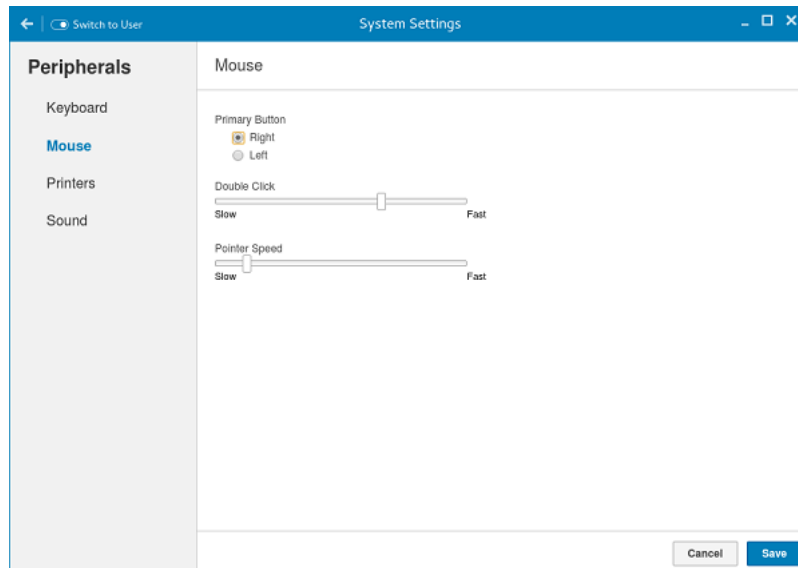 Switch to User
System Settings
Peripherals
Keyboard
Mouse
Printers
Sound
Mouse
Primary Button
Right
Left
Double Click
Slow Fast
Pointer Speed
Slow Fast
Cancel Save